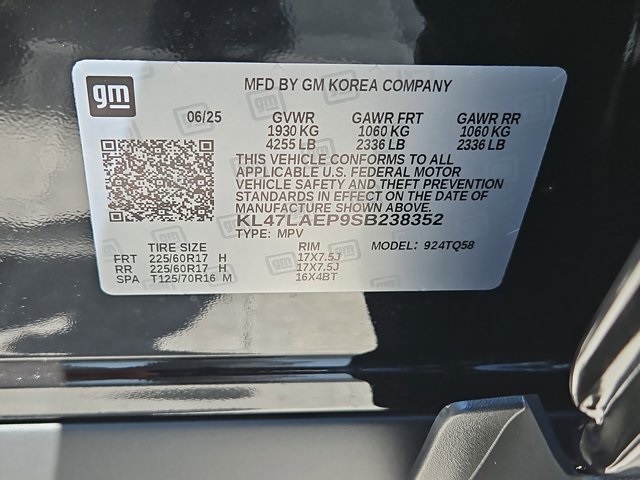 gm
MFD BY GM KOREA COMPANY
06/25 GVWR GAWR FRT GAWR RR
1930 KG 1060 KG 1060 KG
4255 LB 2336 LB 2336 LB
THIS VEHICLE CONFORMS TO ALL
APPLICABLE U.S. FEDERAL MOTOR
VEHICLE SAFETY AND THEFT PREVENTION
STANDARDS IN EFFECT ON THE DATE OF
MANUFACTURE SHOWN ABOVE.
KL47LAEP9SB238352
TYPE: MPV MODEL: 924TQ58
TIRE SIZE RIM
FRT 225/60R17 H 17X7.5J
RR 225/60R17 H 17X7.5J
SPA T125/70R16 M 16X4BT